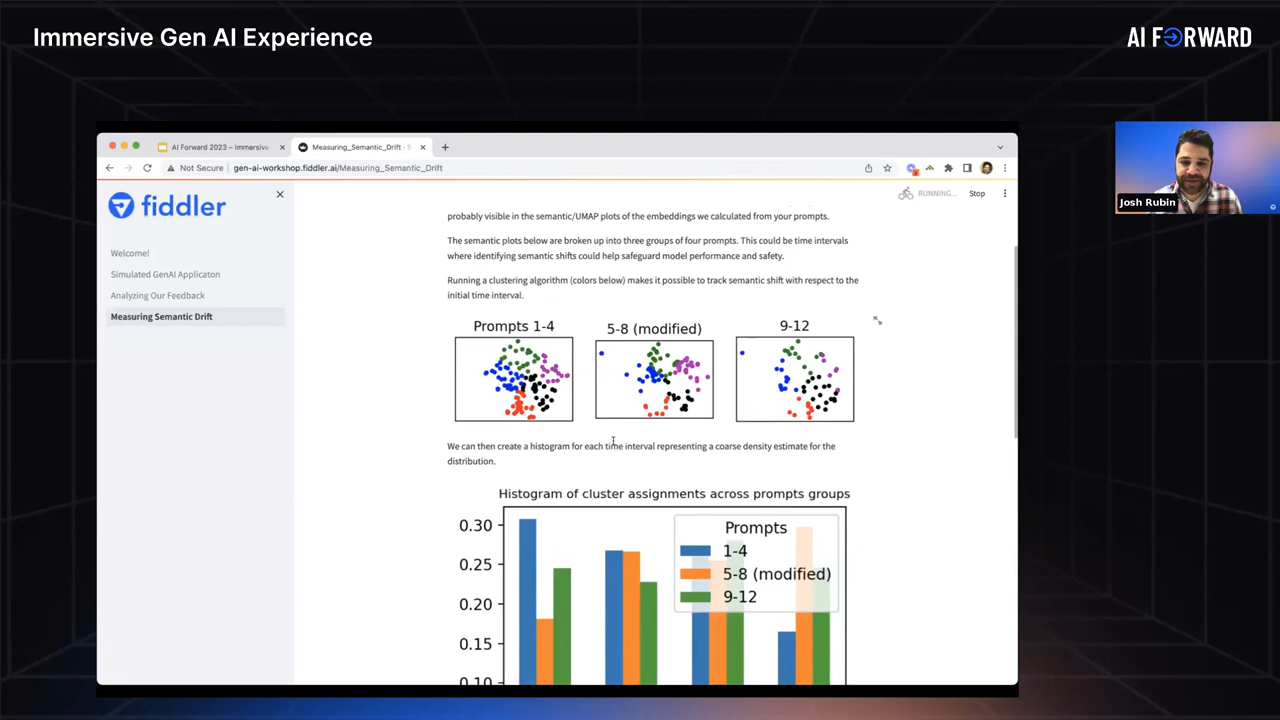 Immersive Gen AI Experience
AI FORWARD
AI Forward 2023 – Immersive
Measuring_Semantic_Drift · S
Not Secure
gen-ai-workshop.fiddler.ai/Measuring_Semantic_Drift
fiddler
RUNNING...
Stop
Josh Rubin
Welcome!
Simulated GenAI Applicaton
Analyzing Our Feedback
Measuring Semantic Drift
probably visible in the semantic/UMAP plots of the embeddings we calculated from your prompts.
The semantic plots below are broken up into three groups of four prompts. This could be time intervals
where identifying semantic shifts could help safeguard model performance and safety.
Running a clustering algorithm (colors below) makes it possible to track semantic shift with respect to the
initial time interval.
Prompts 1-4
5-8 (modified)
9-12
We can then create a histogram for each time interval representing a coarse density estimate for the
distribution.
Histogram of cluster assignments across prompts groups
0.30
0.25
0.20
0.15
0.10
Prompts
1-4
5-8 (modified)
9-12